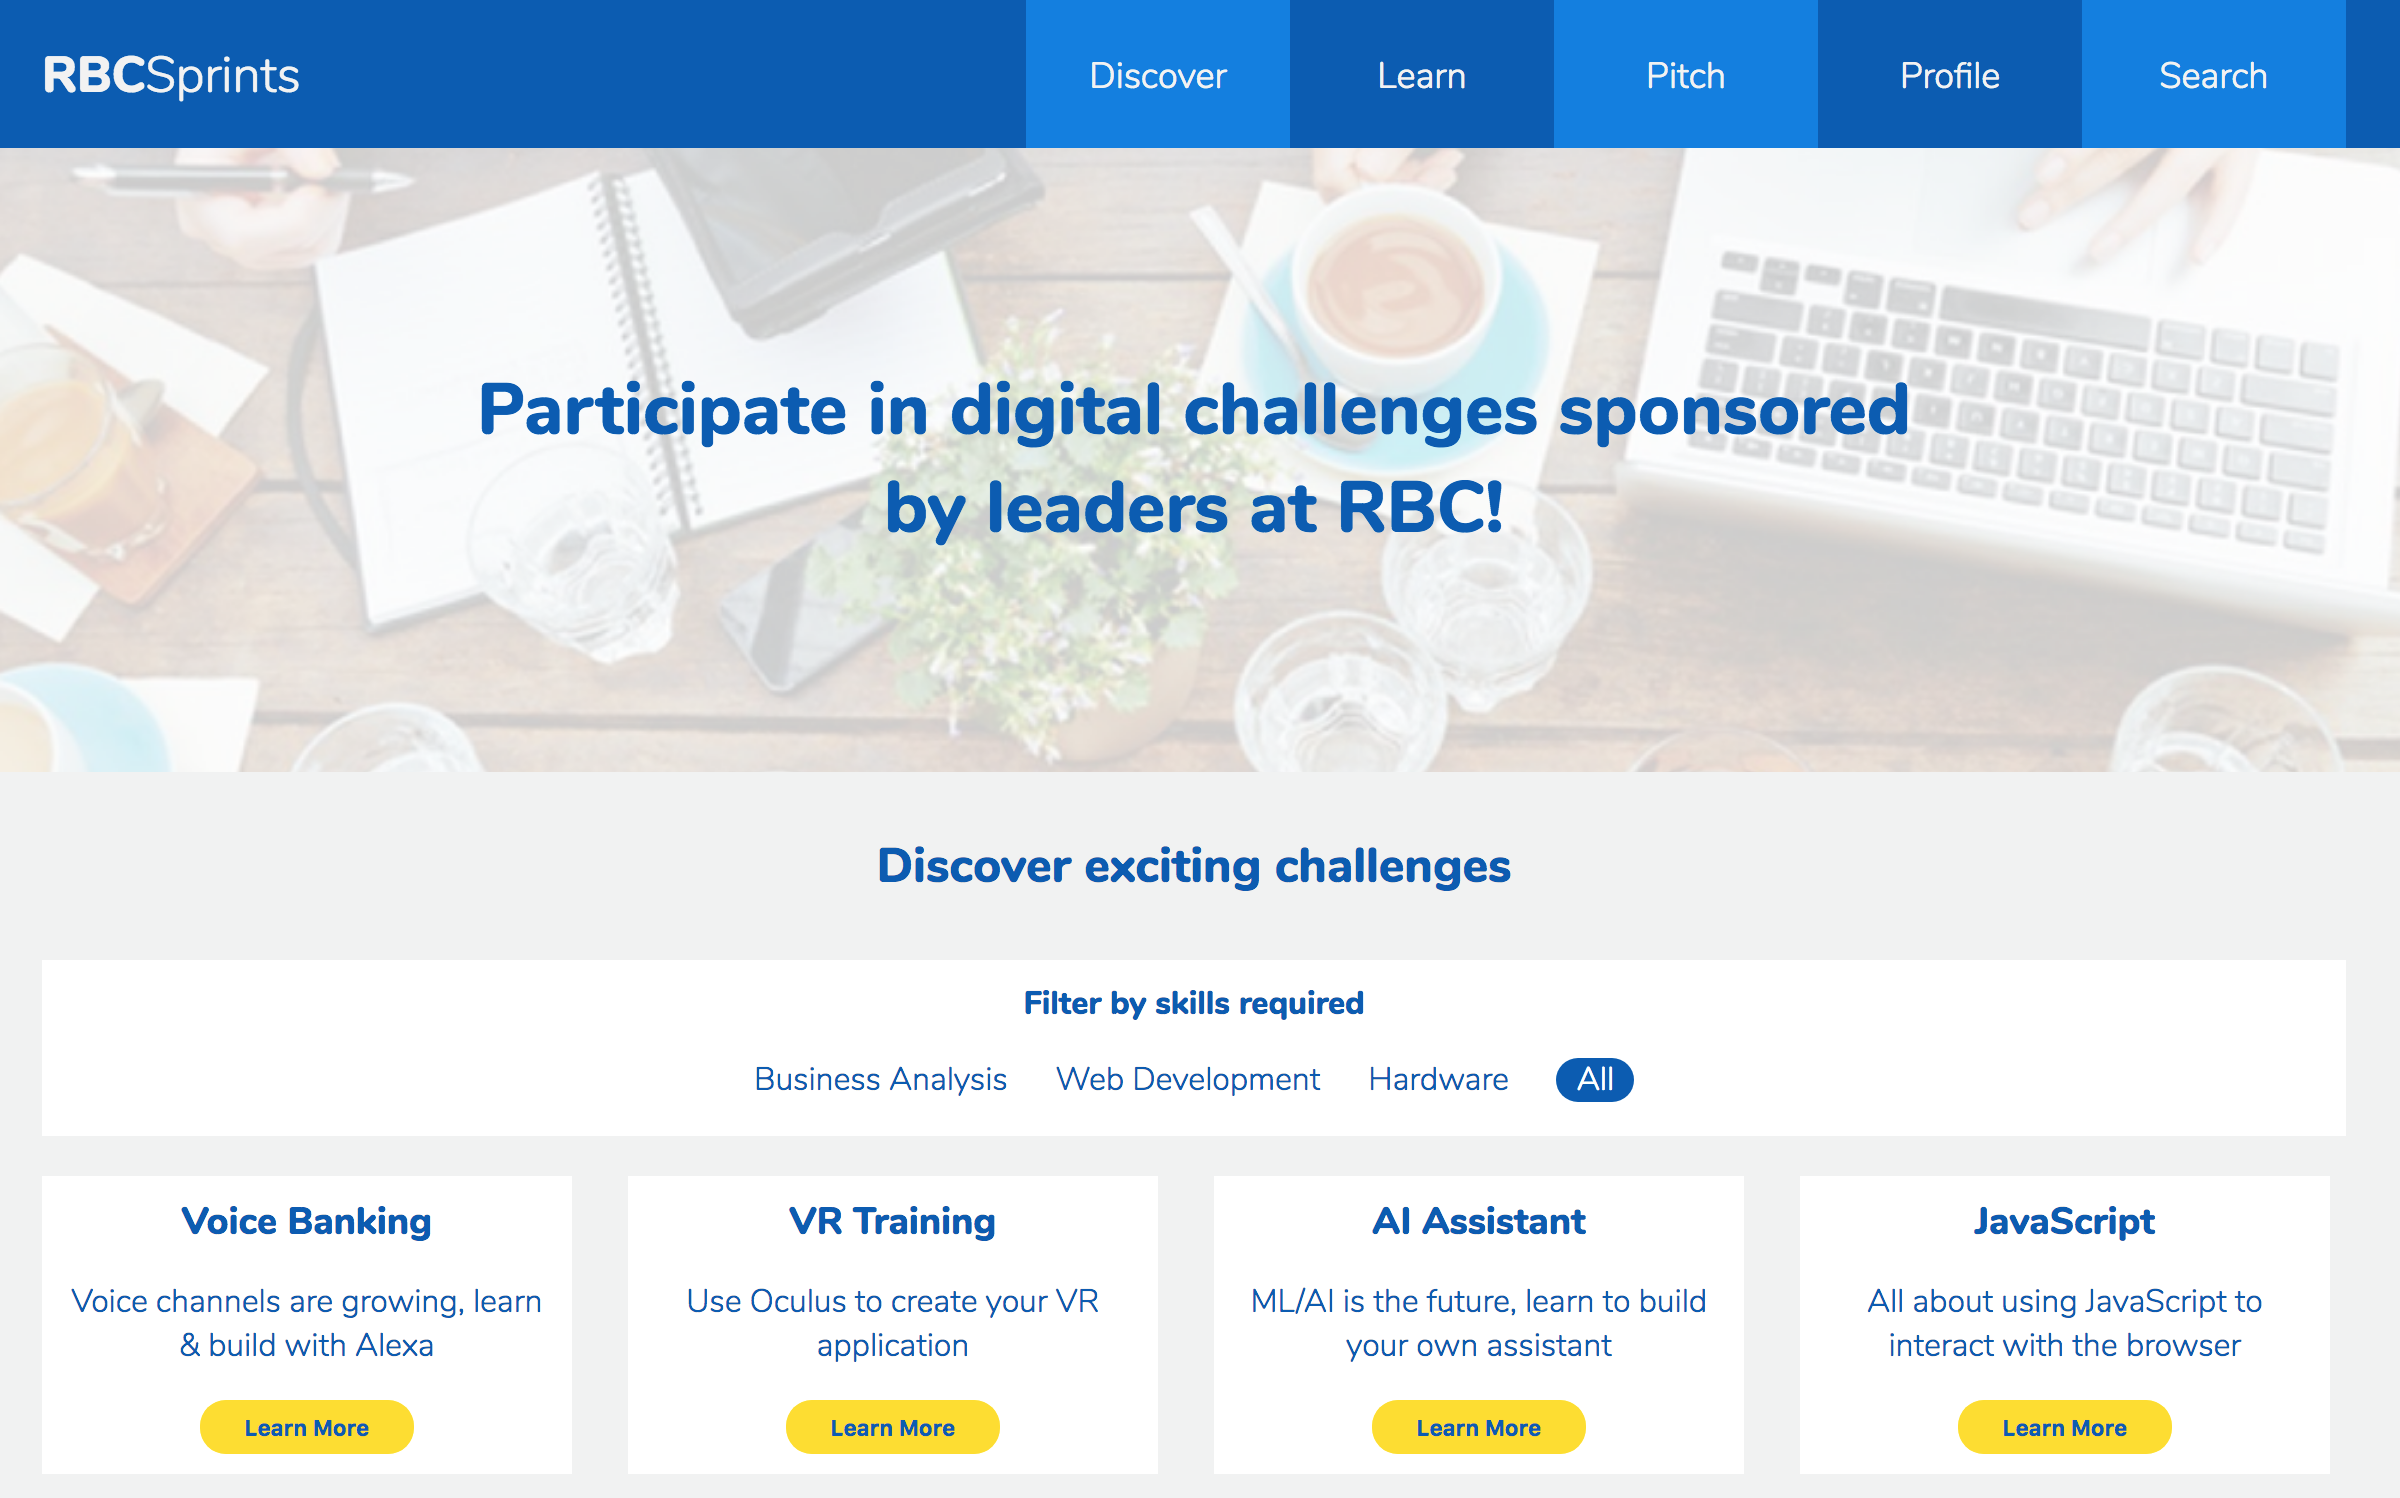 RBCSprints
Discover
Learn
Pitch
Profile
Search
Participate in digital challenges sponsored
by leaders at RBC!
Discover exciting challenges
Filter by skills required
Business Analysis
Web Development
Hardware
All
Voice Banking
Voice channels are growing, learn
& build with Alexa
Learn More
VR Training
Use Oculus to create your VR
application
Learn More
AI Assistant
ML/AI is the future, learn to build
your own assistant
Learn More
JavaScript
All about using JavaScript to
interact with the browser
Learn More